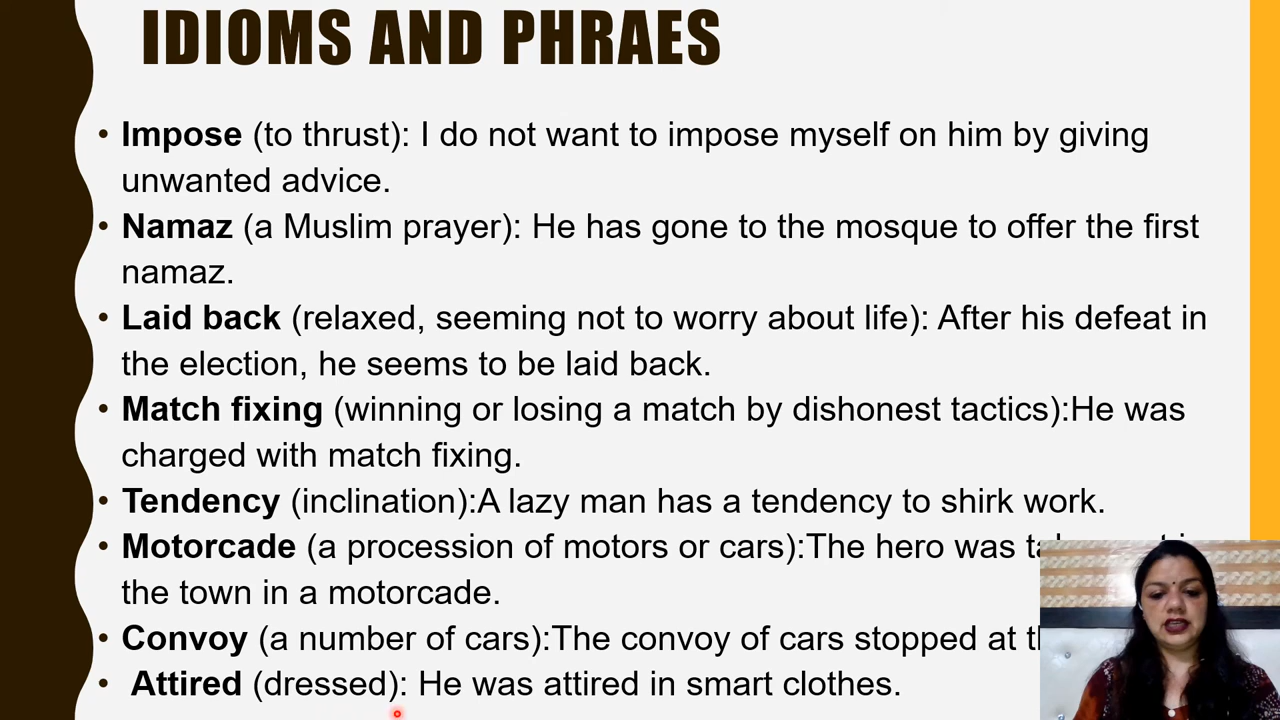 IDIOMS AND PHRAES
• Impose (to thrust): I do not want to impose myself on him by giving
unwanted advice.
• Namaz (a Muslim prayer): He has gone to the mosque to offer the first
namaz.
• Laid back (relaxed, seeming not to worry about life): After his defeat in
the election, he seems to be laid back.
• Match fixing (winning or losing a match by dishonest tactics):He was
charged with match fixing.
• Tendency (inclination):A lazy man has a tendency to shirk work.
• Motorcade (a procession of motors or cars):The hero was
the town in a motorcade.
• Convoy (a number of cars):The convoy of cars stopped at
• Attired (dressed): He was attired in smart clothes.